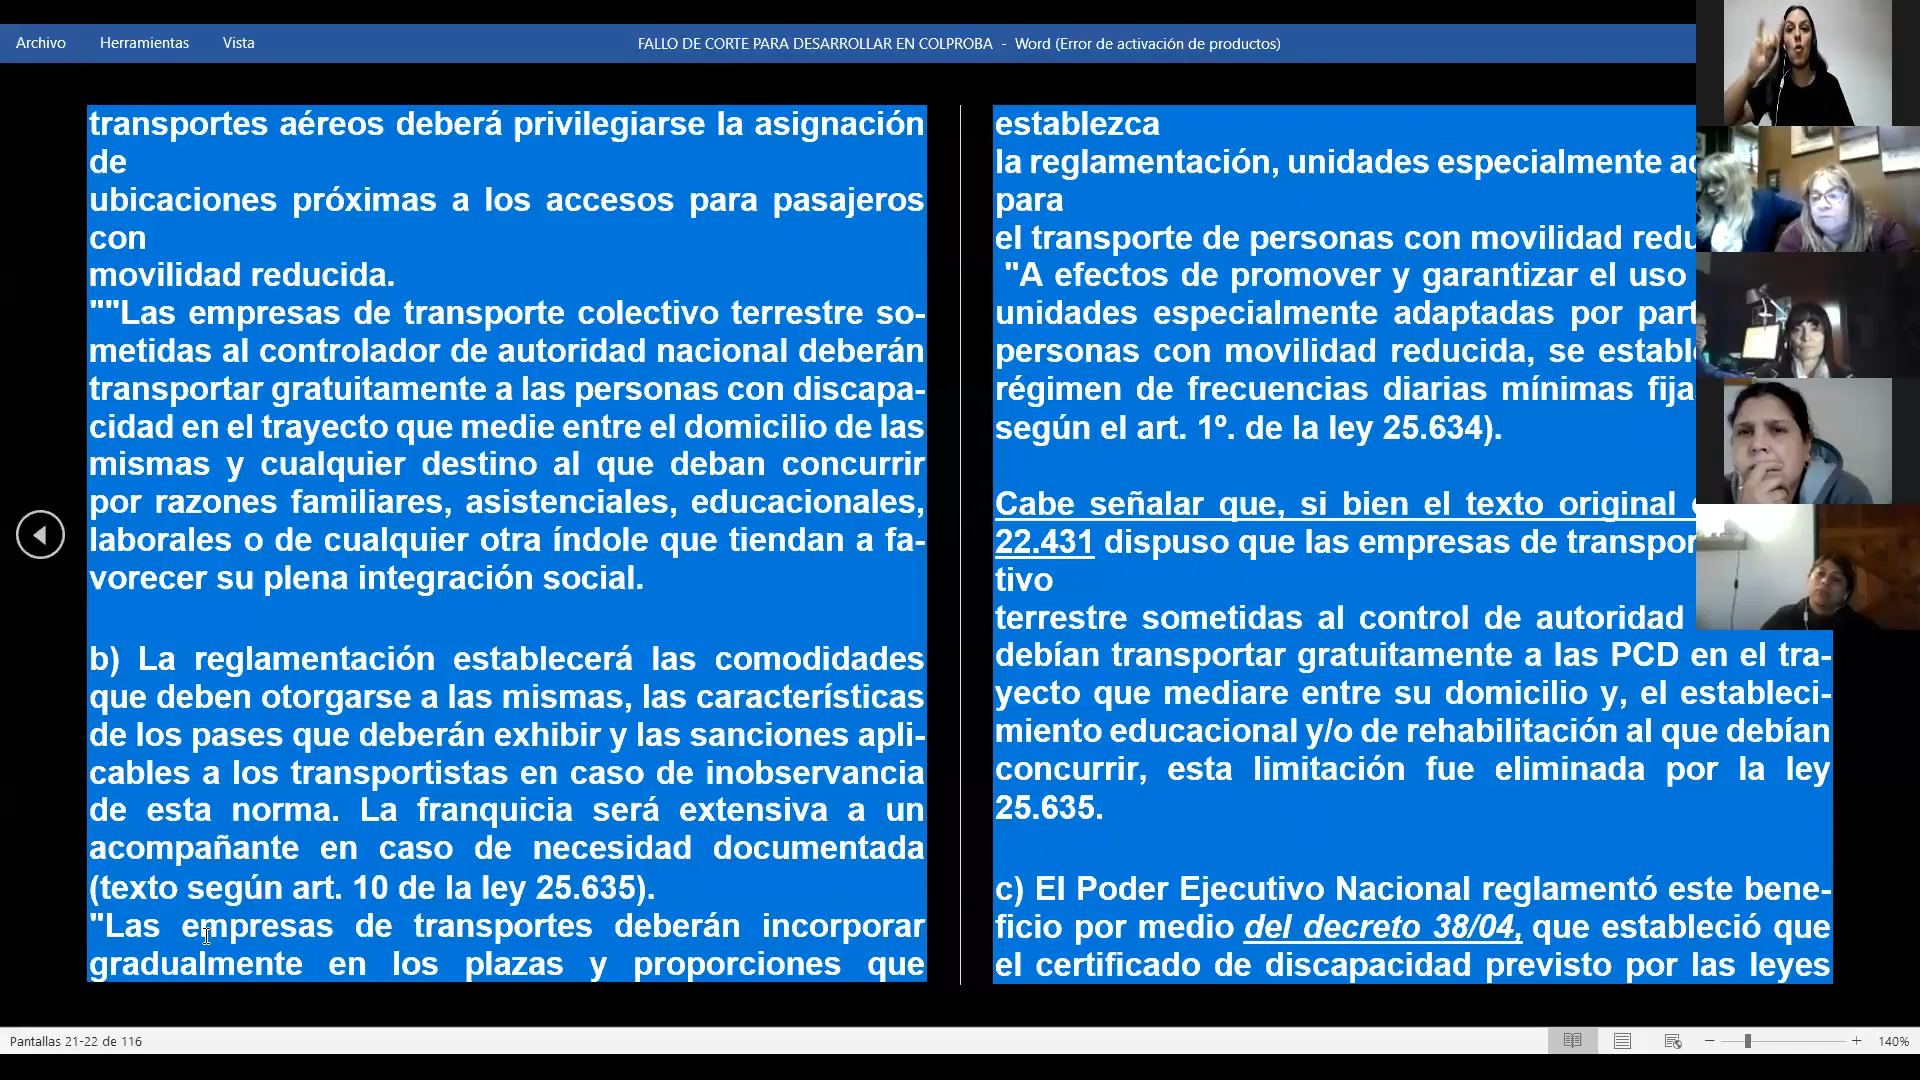 Archivo Herramientas Vista
FALLO DE CORTE PARA DESARROLLAR EN COLPROBA - Word (Error de activación de productos)
transportes aéreos deberá privilegiarse la asignación
de
ubicaciones próximas a los accesos para pasajeros
con
movilidad reducida.
""Las empresas de transporte colectivo terrestre so-
metidas al controlador de autoridad nacional deberán
transportar gratuitamente a las personas con discapa-
cidad en el trayecto que medie entre el domicilio de las
mismas y cualquier destino al que deban concurrir
por razones familiares, asistenciales, educacionales,
laborales o de cualquier otra índole que tiendan a fa-
vorecer su plena integración social.
b) La reglamentación establecerá las comodidades
que deben otorgarse a las mismas, las características
de los pases que deberán exhibir y las sanciones apli-
cables a los transportistas en caso de inobservancia
de esta norma. La franquicia será extensiva a un
acompañante en caso de necesidad documentada
(texto según art. 10 de la ley 25.635).
"Las empresas de transportes deberán incorporar
gradualmente en los plazas y proporciones que
establezca
la reglamentación, unidades especialmente
para
el transporte de personas con movilidad
"A efectos de promover y garantizar el uso
unidades especialmente adaptadas por
personas con movilidad reducida, se
régimen de frecuencias diarias mínimas
según el art. 1º. de la ley 25.634).
Cabe señalar que, si bien el texto original
22.431 dispuso que las empresas de
tivo
terrestre sometidas al control de autoridad
debían transportar gratuitamente a las PCD en el tra-
yecto que mediare entre su domicilio y, el estableci-
miento educacional y/o de rehabilitación al que debían
concurrir, esta limitación fue eliminada por la ley
25.635.
c) El Poder Ejecutivo Nacional reglamentó este bene-
ficio por medio del decreto 38/04, que estableció que
el certificado de discapacidad previsto por las leyes
Pantallas 21-22 de 116
140%